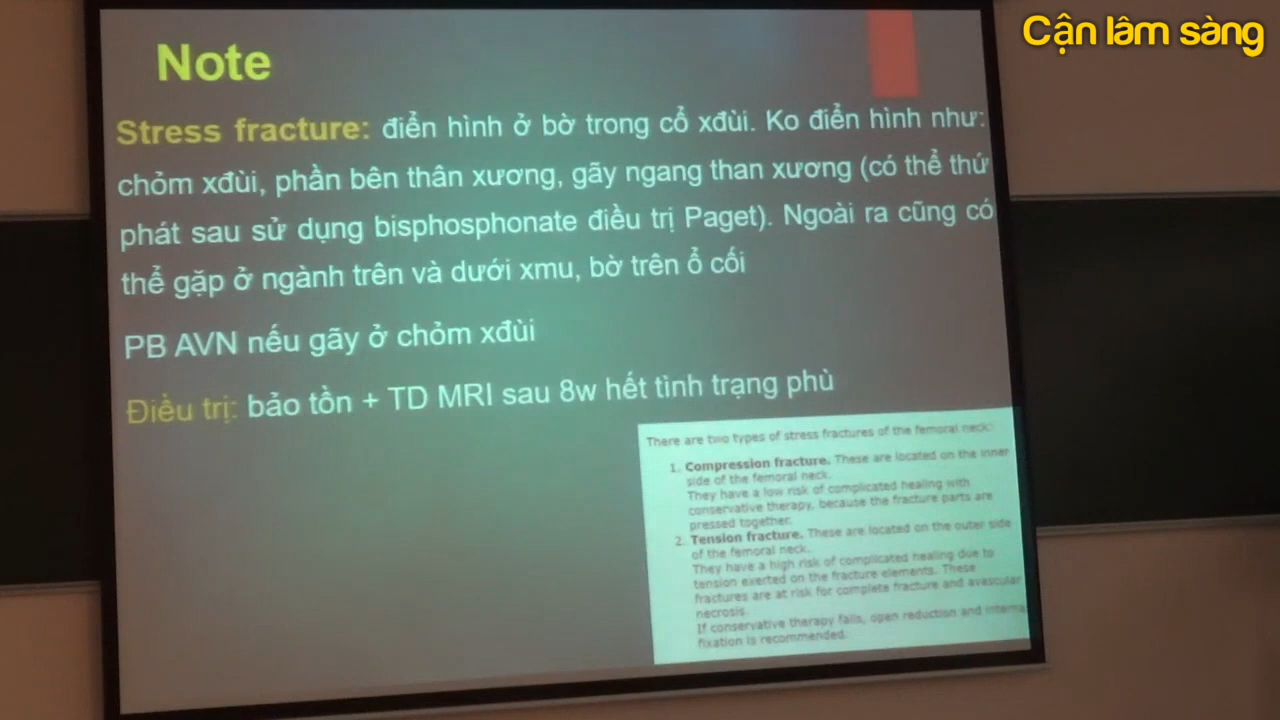 Cận lâm sàng
Note
Stress fracture: điển hình ở bờ trong cổ xđùi. Ko điển hình như:
chỏm xđùi, phần bên thân xương, gãy ngang than xương (có thể thứ
phát sau sử dụng bisphosphonate điều trị Paget). Ngoài ra cũng có
thể gặp ở ngành trên và dưới xmu, bờ trên ổ cối
PB AVN nếu gãy ở chỏm xđùi
Điều trị: bảo tồn + TD MRI sau 8w hết tình trạng phù
There are two types of stress fractures of the femoral neck:
1. Compression fracture. These are located on the inner
side of the femoral neck.
They have a low risk of complicated healing with
conservative therapy, because the fracture parts are
pressed together.
2. Tension fracture. These are located on the outer side
of the femoral neck.
They have a high risk of complicated healing due to
tension exerted on the fracture elements. These
fractures are at risk for complete fracture and avascular
necrosis.
If conservative therapy fails, open reduction and interna
fixation is recommended.